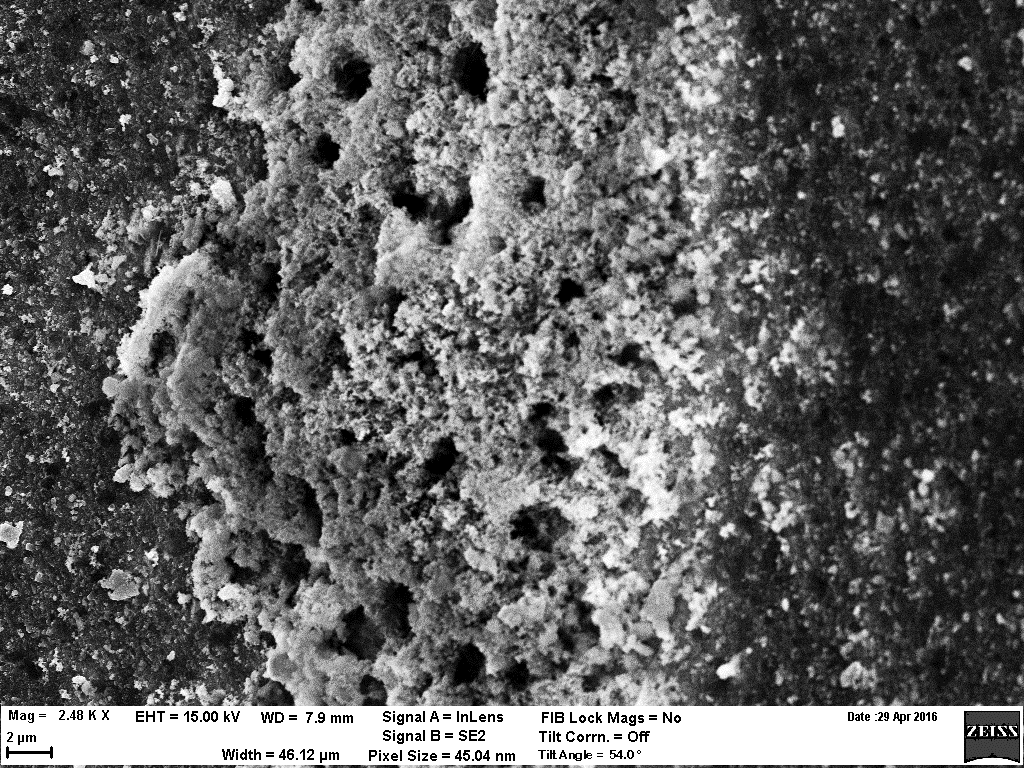 Mag = 2.48 K X EHT = 15.00 kV WD = 7.9 mm Signal A = InLens FIB Lock Mags = No Date :29 Apr 2016
2 µm Signal B = SE2 Tilt Corrn. = Off
Width = 46.12 µm Pixel Size = 45.04 nm Tilt Angle = 54.0°
ZEISS